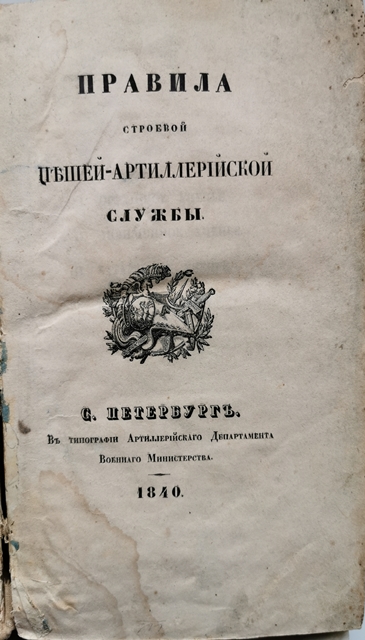 ПРАВИЛА
СТРОЕВОЙ
ПѢШЕЙ-АРТИЛЛЕРІЙСКОЙ
СЛУЖБЫ.
С. ПЕТЕРБУРГЪ.
Въ типографіи Артиллерійскаго Департамента
Военнаго Министерства.
1840.